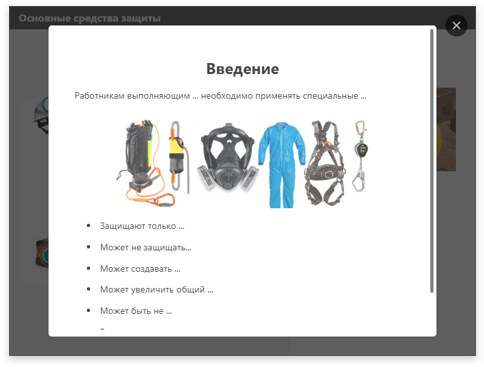 Основные средства защиты
Введение
Работникам выполняющим ... необходимо применять специальные ...
• Защищают только ...
• Может не защищать...
• Может создавать ...
• Может увеличить общий ...
• Может быть не ...